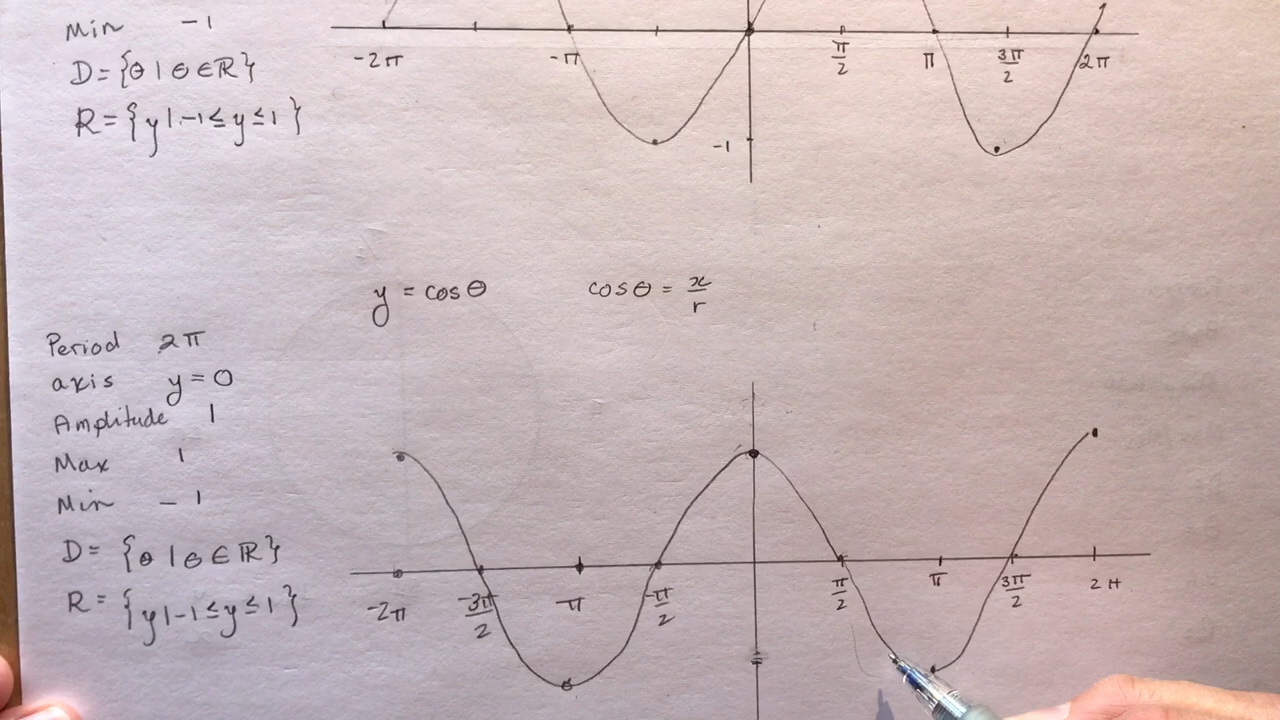 Min -1
D = {θ | θ ∈ ℝ}
R = {y | -1 ≤ y ≤ 1}
-2π -π π/2 π 3π/2 2π
-1
y = cosθ cosθ = x/r
Period 2π
axis y = 0
Amplitude 1
Max 1
Min -1
D = {θ | θ ∈ ℝ}
R = {y | -1 ≤ y ≤ 1}
-2π -3π/2 -π -π/2 π/2 π 3π/2 2π